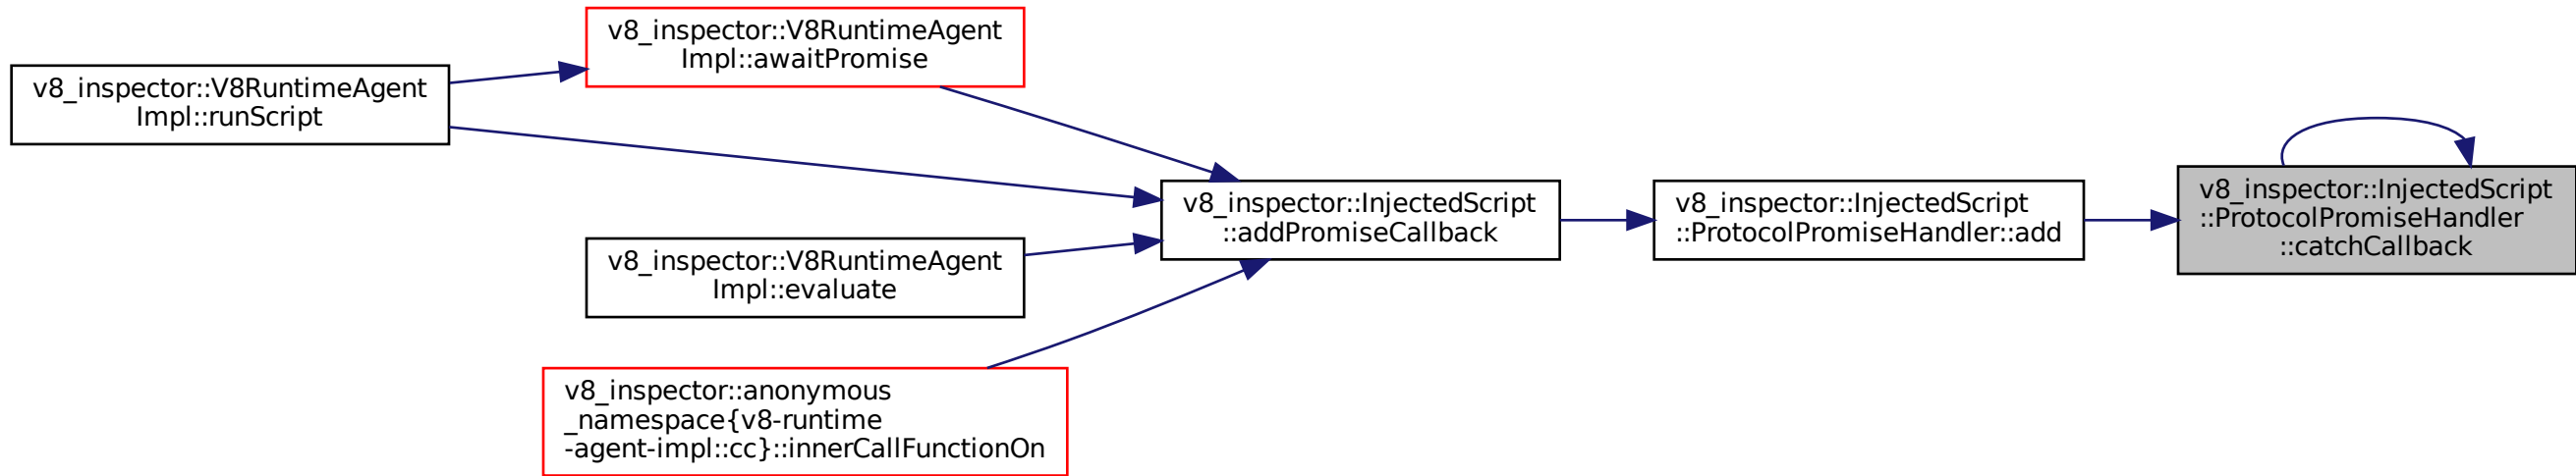 v8_inspector::V8RuntimeAgent
Impl::runScript
v8_inspector::V8RuntimeAgent
Impl::awaitPromise
v8_inspector::V8RuntimeAgent
Impl::evaluate
v8_inspector::anonymous
_namespace{v8-runtime
-agent-impl::cc}::innerCallFunctionOn
v8_inspector::InjectedScript
::addPromiseCallback
v8_inspector::InjectedScript
::ProtocolPromiseHandler::add
v8_inspector::InjectedScript
::ProtocolPromiseHandler
::catchCallback